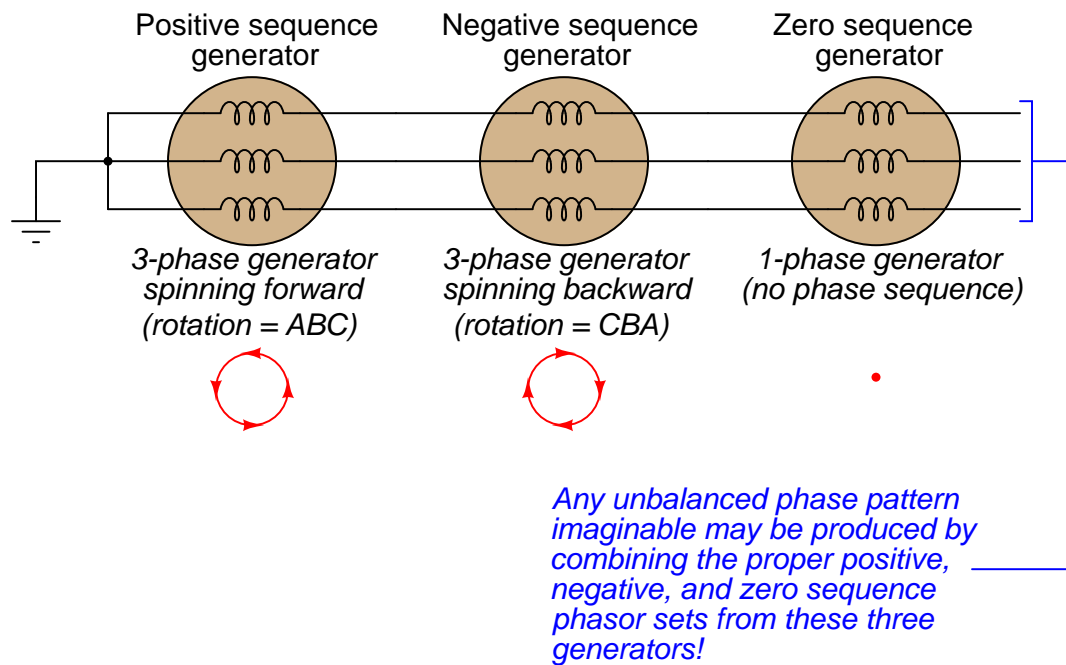 Positive sequence
generator
Negative sequence
generator
Zero sequence
generator
3-phase generator
spinning forward
(rotation = ABC)
3-phase generator
spinning backward
(rotation = CBA)
1-phase generator
(no phase sequence)
Any unbalanced phase pattern
imaginable may be produced by
combining the proper positive,
negative, and zero sequence
phasor sets from these three
generators!